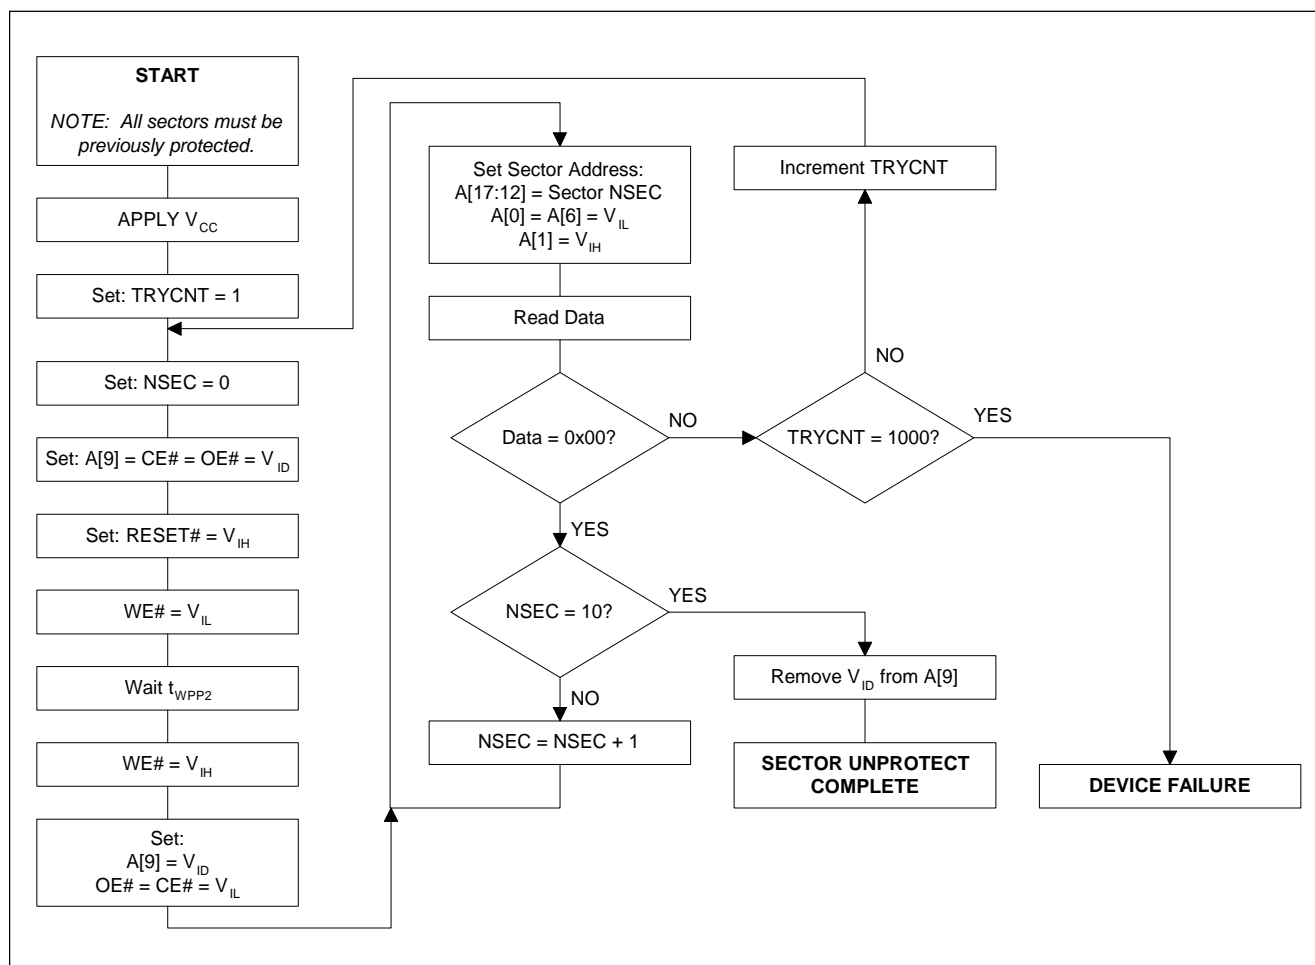 START
NOTE: All sectors must be
previously protected.
APPLY VCC
Set: TRYCNT = 1
Set: NSEC = 0
Set: A[9] = CE# = OE# = VID
Set: RESET# = VIH
WE# = VIL
Wait tWPP2
WE# = VIH
Set:
A[9] = VID
OE# = CE# = VIL
Set Sector Address:
A[17:12] = Sector NSEC
A[0] = A[6] = VIL
A[1] = VIH
Read Data
Data = 0x00?
NO
YES
NSEC = 10?
YES
NO
NSEC = NSEC + 1
Increment TRYCNT
NO
TRYCNT = 1000?
YES
Remove VID from A[9]
SECTOR UNPROTECT
COMPLETE
DEVICE FAILURE